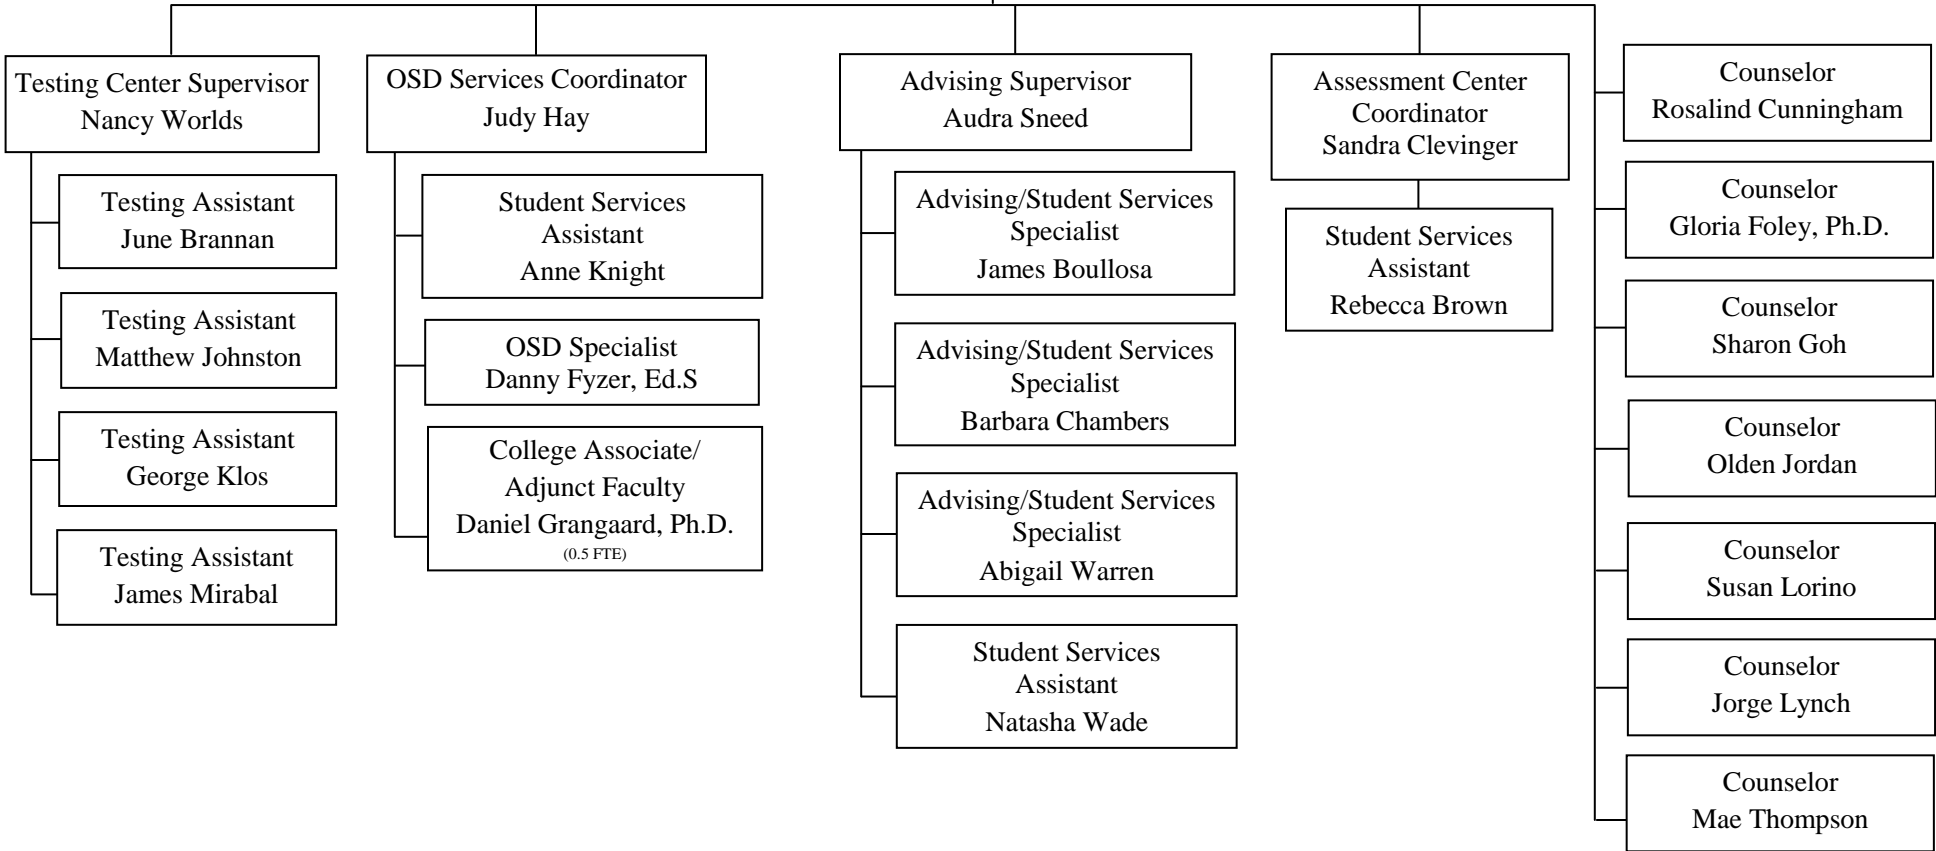 Testing Center Supervisor
Nancy Worlds
Testing Assistant
June Brannan
Testing Assistant
Matthew Johnston
Testing Assistant
George Klos
Testing Assistant
James Mirabal
OSD Services Coordinator
Judy Hay
Student Services
Assistant
Anne Knight
OSD Specialist
Danny Fyzer, Ed.S
College Associate/
Adjunct Faculty
Daniel Grangaard, Ph.D.
(0.5 FTE)
Advising Supervisor
Audra Sneed
Advising/Student Services
Specialist
James Boullosa
Advising/Student Services
Specialist
Barbara Chambers
Advising/Student Services
Specialist
Abigail Warren
Student Services
Assistant
Natasha Wade
Assessment Center
Coordinator
Sandra Clevinger
Student Services
Assistant
Rebecca Brown
Counselor
Rosalind Cunningham
Counselor
Gloria Foley, Ph.D.
Counselor
Sharon Goh
Counselor
Olden Jordan
Counselor
Susan Lorino
Counselor
Jorge Lynch
Counselor
Mae Thompson